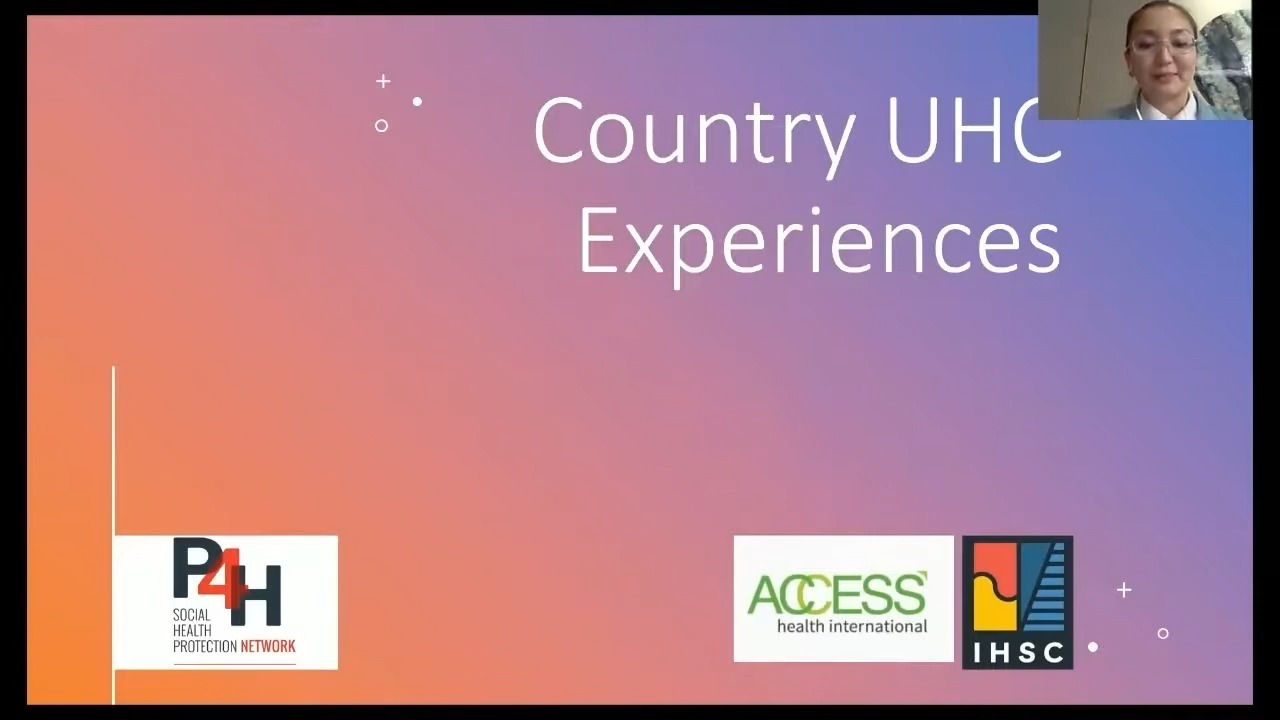 Country UHC
Experiences
P4H
SOCIAL
HEALTH
PROTECTION NETWORK
ACCESS
health international
IHSC